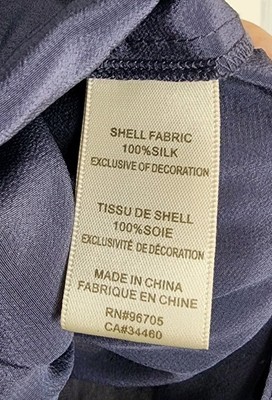 SHELL FABRIC
100%SILK
EXCLUSIVE OF DECORATION
TISSU DE SHELL
100%SOIE
EXCLUSIVITÉ DE DÉCORATION
MADE IN CHINA
FABRIQUE EN CHINE
RN#96705
CA#34460